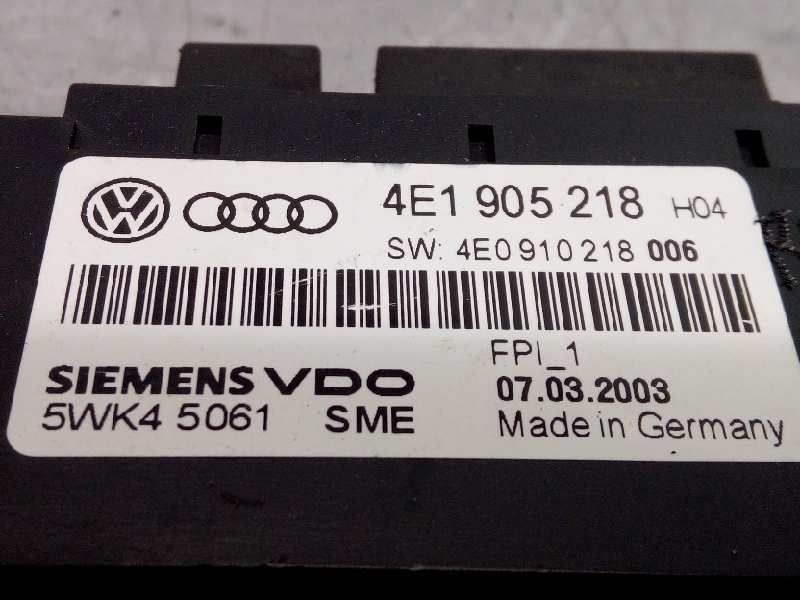 4E1 905 218 H04
SW: 4E0 910 218 006
FPI_1
SIEMENS VDO
07.03.2003
5WK4 5061 SME
Made in Germany